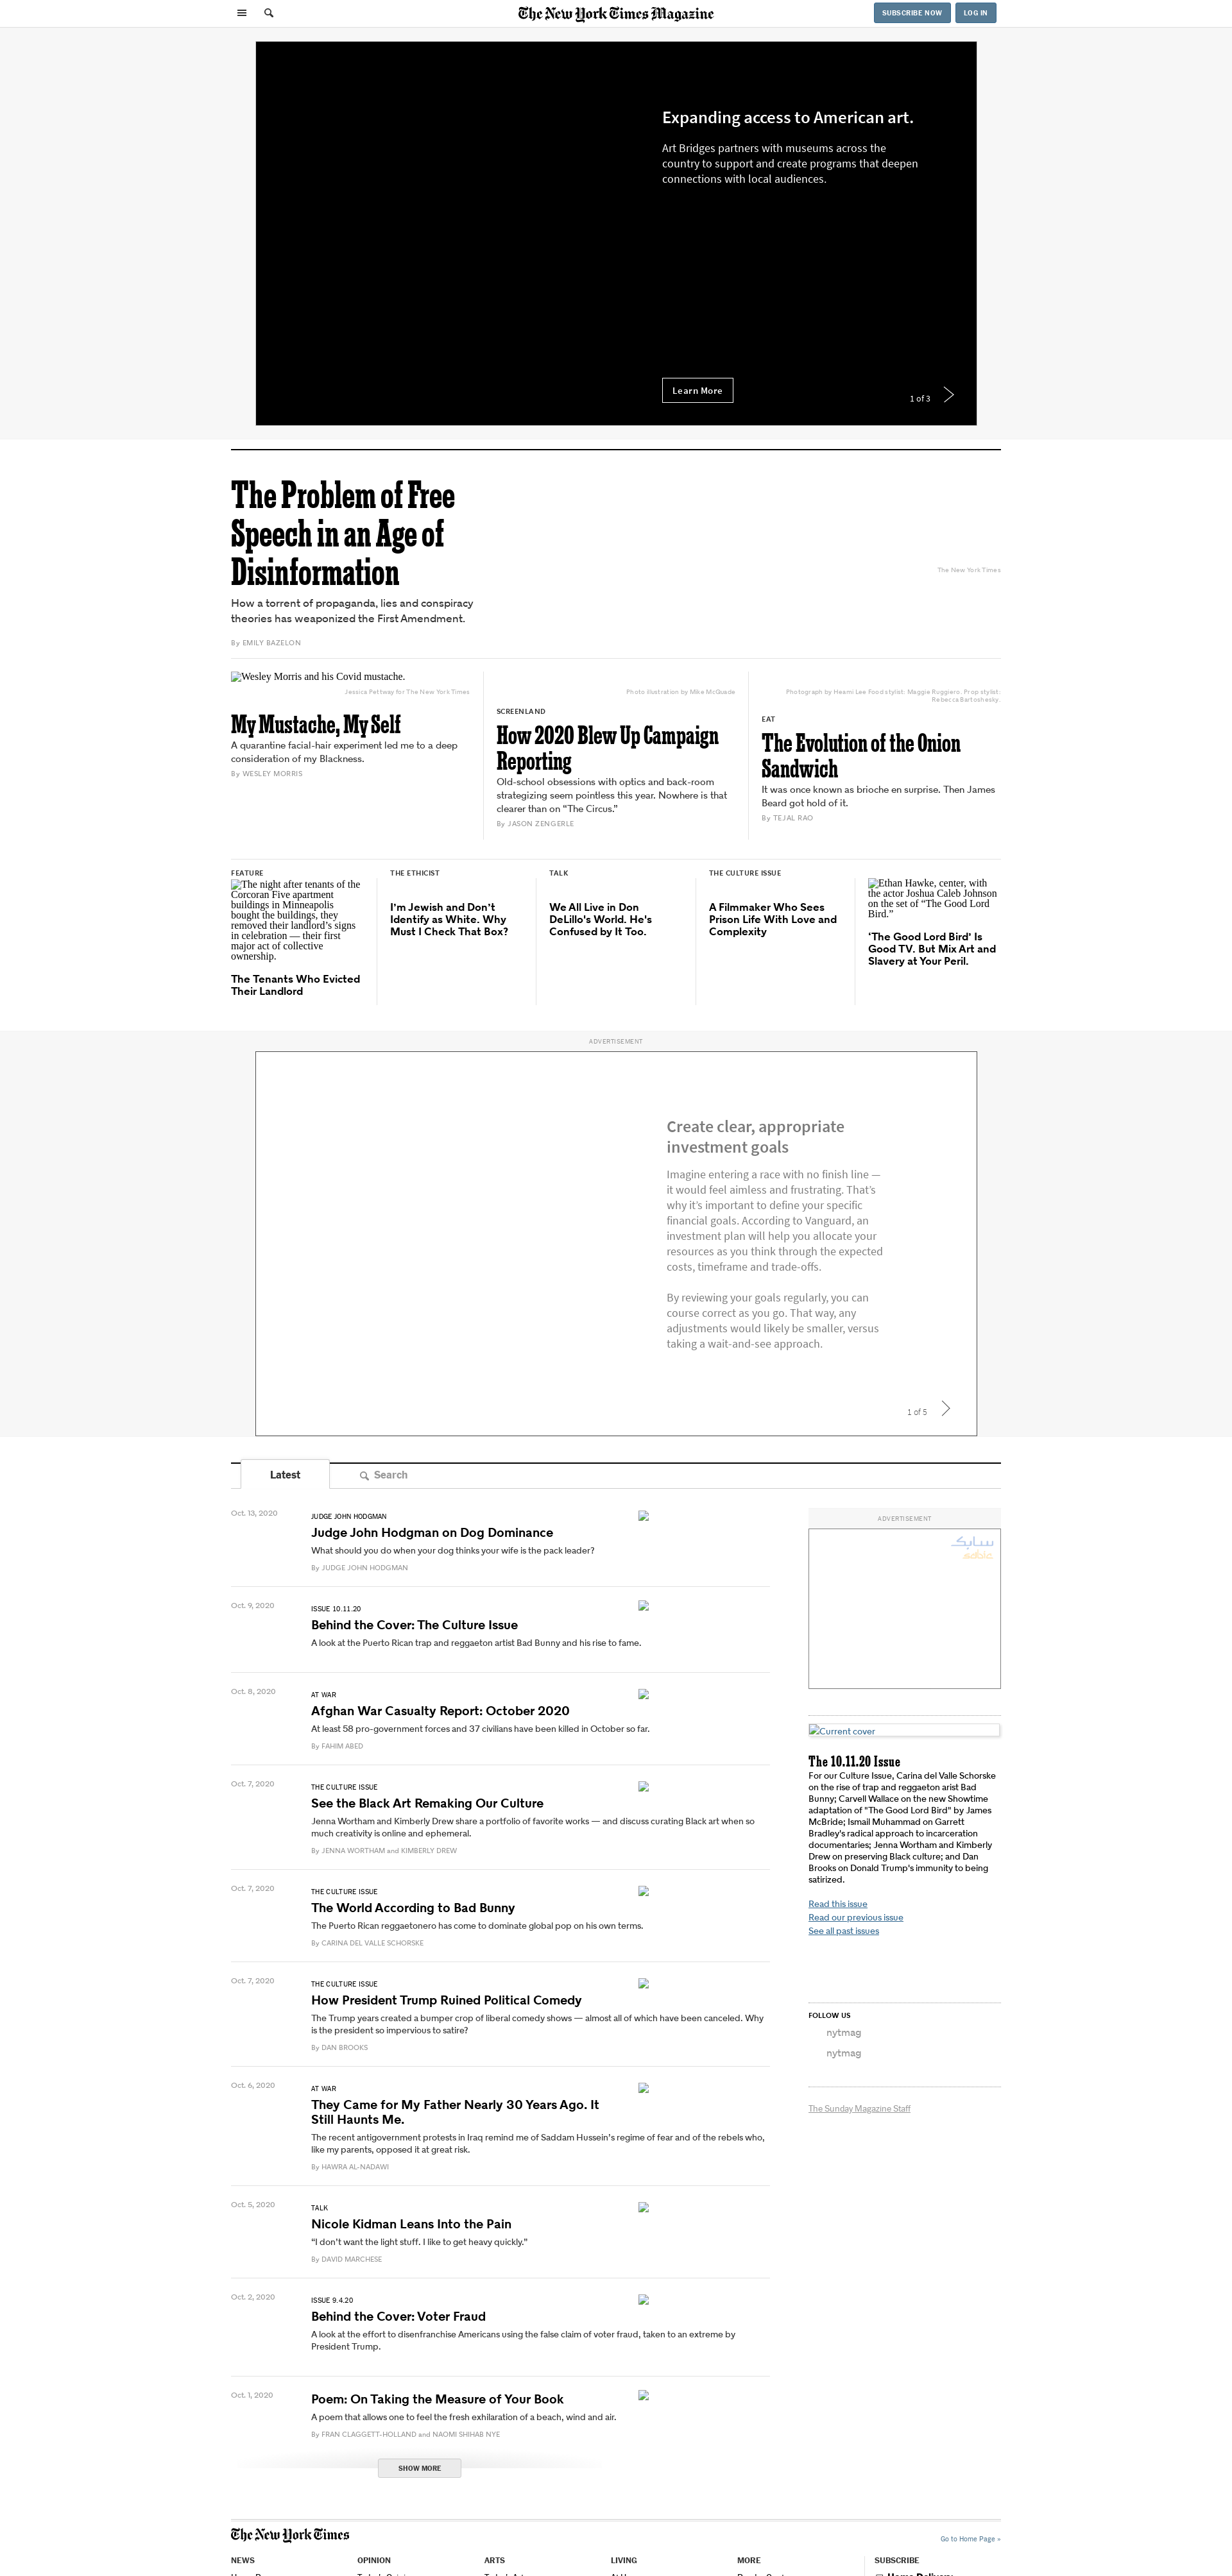 The New York Times Magazine
SUBSCRIBE NOW
LOG IN
Expanding access to American art.
Art Bridges partners with museums across the
country to support and create programs that deepen
connections with local audiences.
Learn More
1 of 3
The Problem of Free
Speech in an Age of
Disinformation
How a torrent of propaganda, lies and conspiracy
theories has weaponized the First Amendment.
By EMILY BAZELON
The New York Times
Wesley Morris and his Covid mustache.
Jessica Pettway for The New York Times
My Mustache, My Self
A quarantine facial-hair experiment led me to a deep
consideration of my Blackness.
By WESLEY MORRIS
Photo illustration by Mike McQuade
SCREENLAND
How 2020 Blew Up Campaign
Reporting
Old-school obsessions with optics and back-room
strategizing seem pointless this year. Nowhere is that
clearer than on "The Circus."
By JASON ZENGERLE
Photograph by Heami Lee Food stylist: Maggie Ruggiero. Prop stylist:
Rebecca Bartoshesky.
EAT
The Evolution of the Onion
Sandwich
It was once known as brioche en surprise. Then James
Beard got hold of it.
By TEJAL RAO
FEATURE
The night after tenants of the
Corcoran Five apartment
buildings in Minneapolis
bought the buildings, they
removed their landlord's signs
in celebration — their first
major act of collective
ownership.
The Tenants Who Evicted
Their Landlord
THE ETHICIST
I'm Jewish and Don't
Identify as White. Why
Must I Check That Box?
TALK
We All Live in Don
DeLillo's World. He's
Confused by It Too.
THE CULTURE ISSUE
A Filmmaker Who Sees
Prison Life With Love and
Complexity
Ethan Hawke, center, with
the actor Joshua Caleb Johnson
on the set of “The Good Lord
Bird.”
'The Good Lord Bird' Is
Good TV. But Mix Art and
Slavery at Your Peril.
ADVERTISEMENT
Create clear, appropriate
investment goals
Imagine entering a race with no finish line —
it would feel aimless and frustrating. That's
why it's important to define your specific
financial goals. According to Vanguard, an
investment plan will help you allocate your
resources as you think through the expected
costs, timeframe and trade-offs.
By reviewing your goals regularly, you can
course correct as you go. That way, any
adjustments would likely be smaller, versus
taking a wait-and-see approach.
1 of 5
Latest
Search
Oct. 13, 2020
JUDGE JOHN HODGMAN
Judge John Hodgman on Dog Dominance
What should you do when your dog thinks your wife is the pack leader?
By JUDGE JOHN HODGMAN
Oct. 9, 2020
ISSUE 10.11.20
Behind the Cover: The Culture Issue
A look at the Puerto Rican trap and reggaeton artist Bad Bunny and his rise to fame.
Oct. 8, 2020
AT WAR
Afghan War Casualty Report: October 2020
At least 58 pro-government forces and 37 civilians have been killed in October so far.
By FAHIM ABED
Oct. 7, 2020
THE CULTURE ISSUE
See the Black Art Remaking Our Culture
Jenna Wortham and Kimberly Drew share a portfolio of favorite works — and discuss curating Black art when so
much creativity is online and ephemeral.
By JENNA WORTHAM and KIMBERLY DREW
Oct. 7, 2020
THE CULTURE ISSUE
The World According to Bad Bunny
The Puerto Rican reggaetonero has come to dominate global pop on his own terms.
By CARINA DEL VALLE SCHORSKE
Oct. 7, 2020
THE CULTURE ISSUE
How President Trump Ruined Political Comedy
The Trump years created a bumper crop of liberal comedy shows — almost all of which have been canceled. Why
is the president so impervious to satire?
By DAN BROOKS
Oct. 6, 2020
AT WAR
They Came for My Father Nearly 30 Years Ago. It
Still Haunts Me.
The recent antigovernment protests in Iraq remind me of Saddam Hussein's regime of fear and of the rebels who,
like my parents, opposed it at great risk.
By HAWRA AL-NADAWI
Oct. 5, 2020
TALK
Nicole Kidman Leans Into the Pain
“I don't want the light stuff. I like to get heavy quickly.”
By DAVID MARCHESE
Oct. 2, 2020
ISSUE 9.4.20
Behind the Cover: Voter Fraud
A look at the effort to disenfranchise Americans using the false claim of voter fraud, taken to an extreme by
President Trump.
Oct. 1, 2020
Poem: On Taking the Measure of Your Book
A poem that allows one to feel the fresh exhilaration of a beach, wind and air.
By FRAN CLAGGETT-HOLLAND and NAOMI SHIHAB NYE
SHOW MORE
ADVERTISEMENT
سابك
sabic
Current cover
The 10.11.20 Issue
For our Culture Issue, Carina del Valle Schorske
on the rise of trap and reggaeton arist Bad
Bunny; Carvell Wallace on the new Showtime
adaptation of "The Good Lord Bird" by James
McBride; Ismail Muhammad on Garrett
Bradley's radical approach to incarceration
documentaries; Jenna Wortham and Kimberly
Drew on preserving Black culture; and Dan
Brooks on Donald Trump's immunity to being
satirized.
Read this issue
Read our previous issue
See all past issues
FOLLOW US
nytmag
nytmag
The Sunday Magazine Staff
The New York Times
Go to Home Page »
NEWS
OPINION
ARTS
LIVING
MORE
SUBSCRIBE